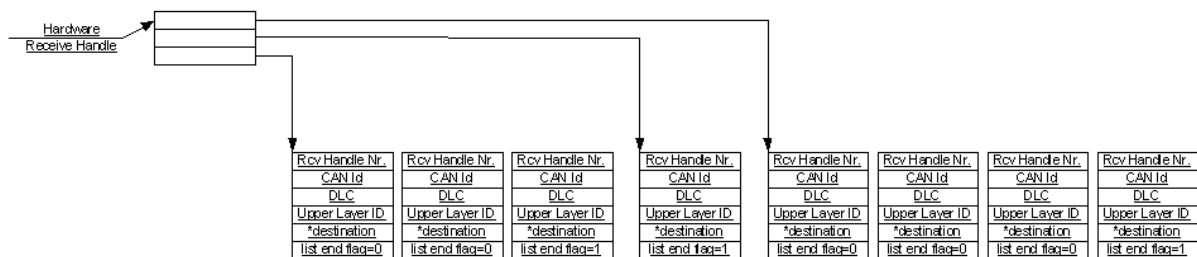 Hardware
Receive Handle
Rcv Handle Nr. Rcv Handle Nr. Rcv Handle Nr. Rcv Handle Nr. Rcv Handle Nr. Rcv Handle Nr. Rcv Handle Nr. Rcv Handle Nr.
CAN Id CAN Id CAN Id CAN Id CAN Id CAN Id CAN Id CAN Id
DLC DLC DLC DLC DLC DLC DLC DLC
Upper Layer ID Upper Layer ID Upper Layer ID Upper Layer ID Upper Layer ID Upper Layer ID Upper Layer ID Upper Layer ID
*destination *destination *destination *destination *destination *destination *destination *destination
list end flag=0 list end flag=0 list end flag=1 list end flag=1 list end flag=0 list end flag=0 list end flag=0 list end flag=1